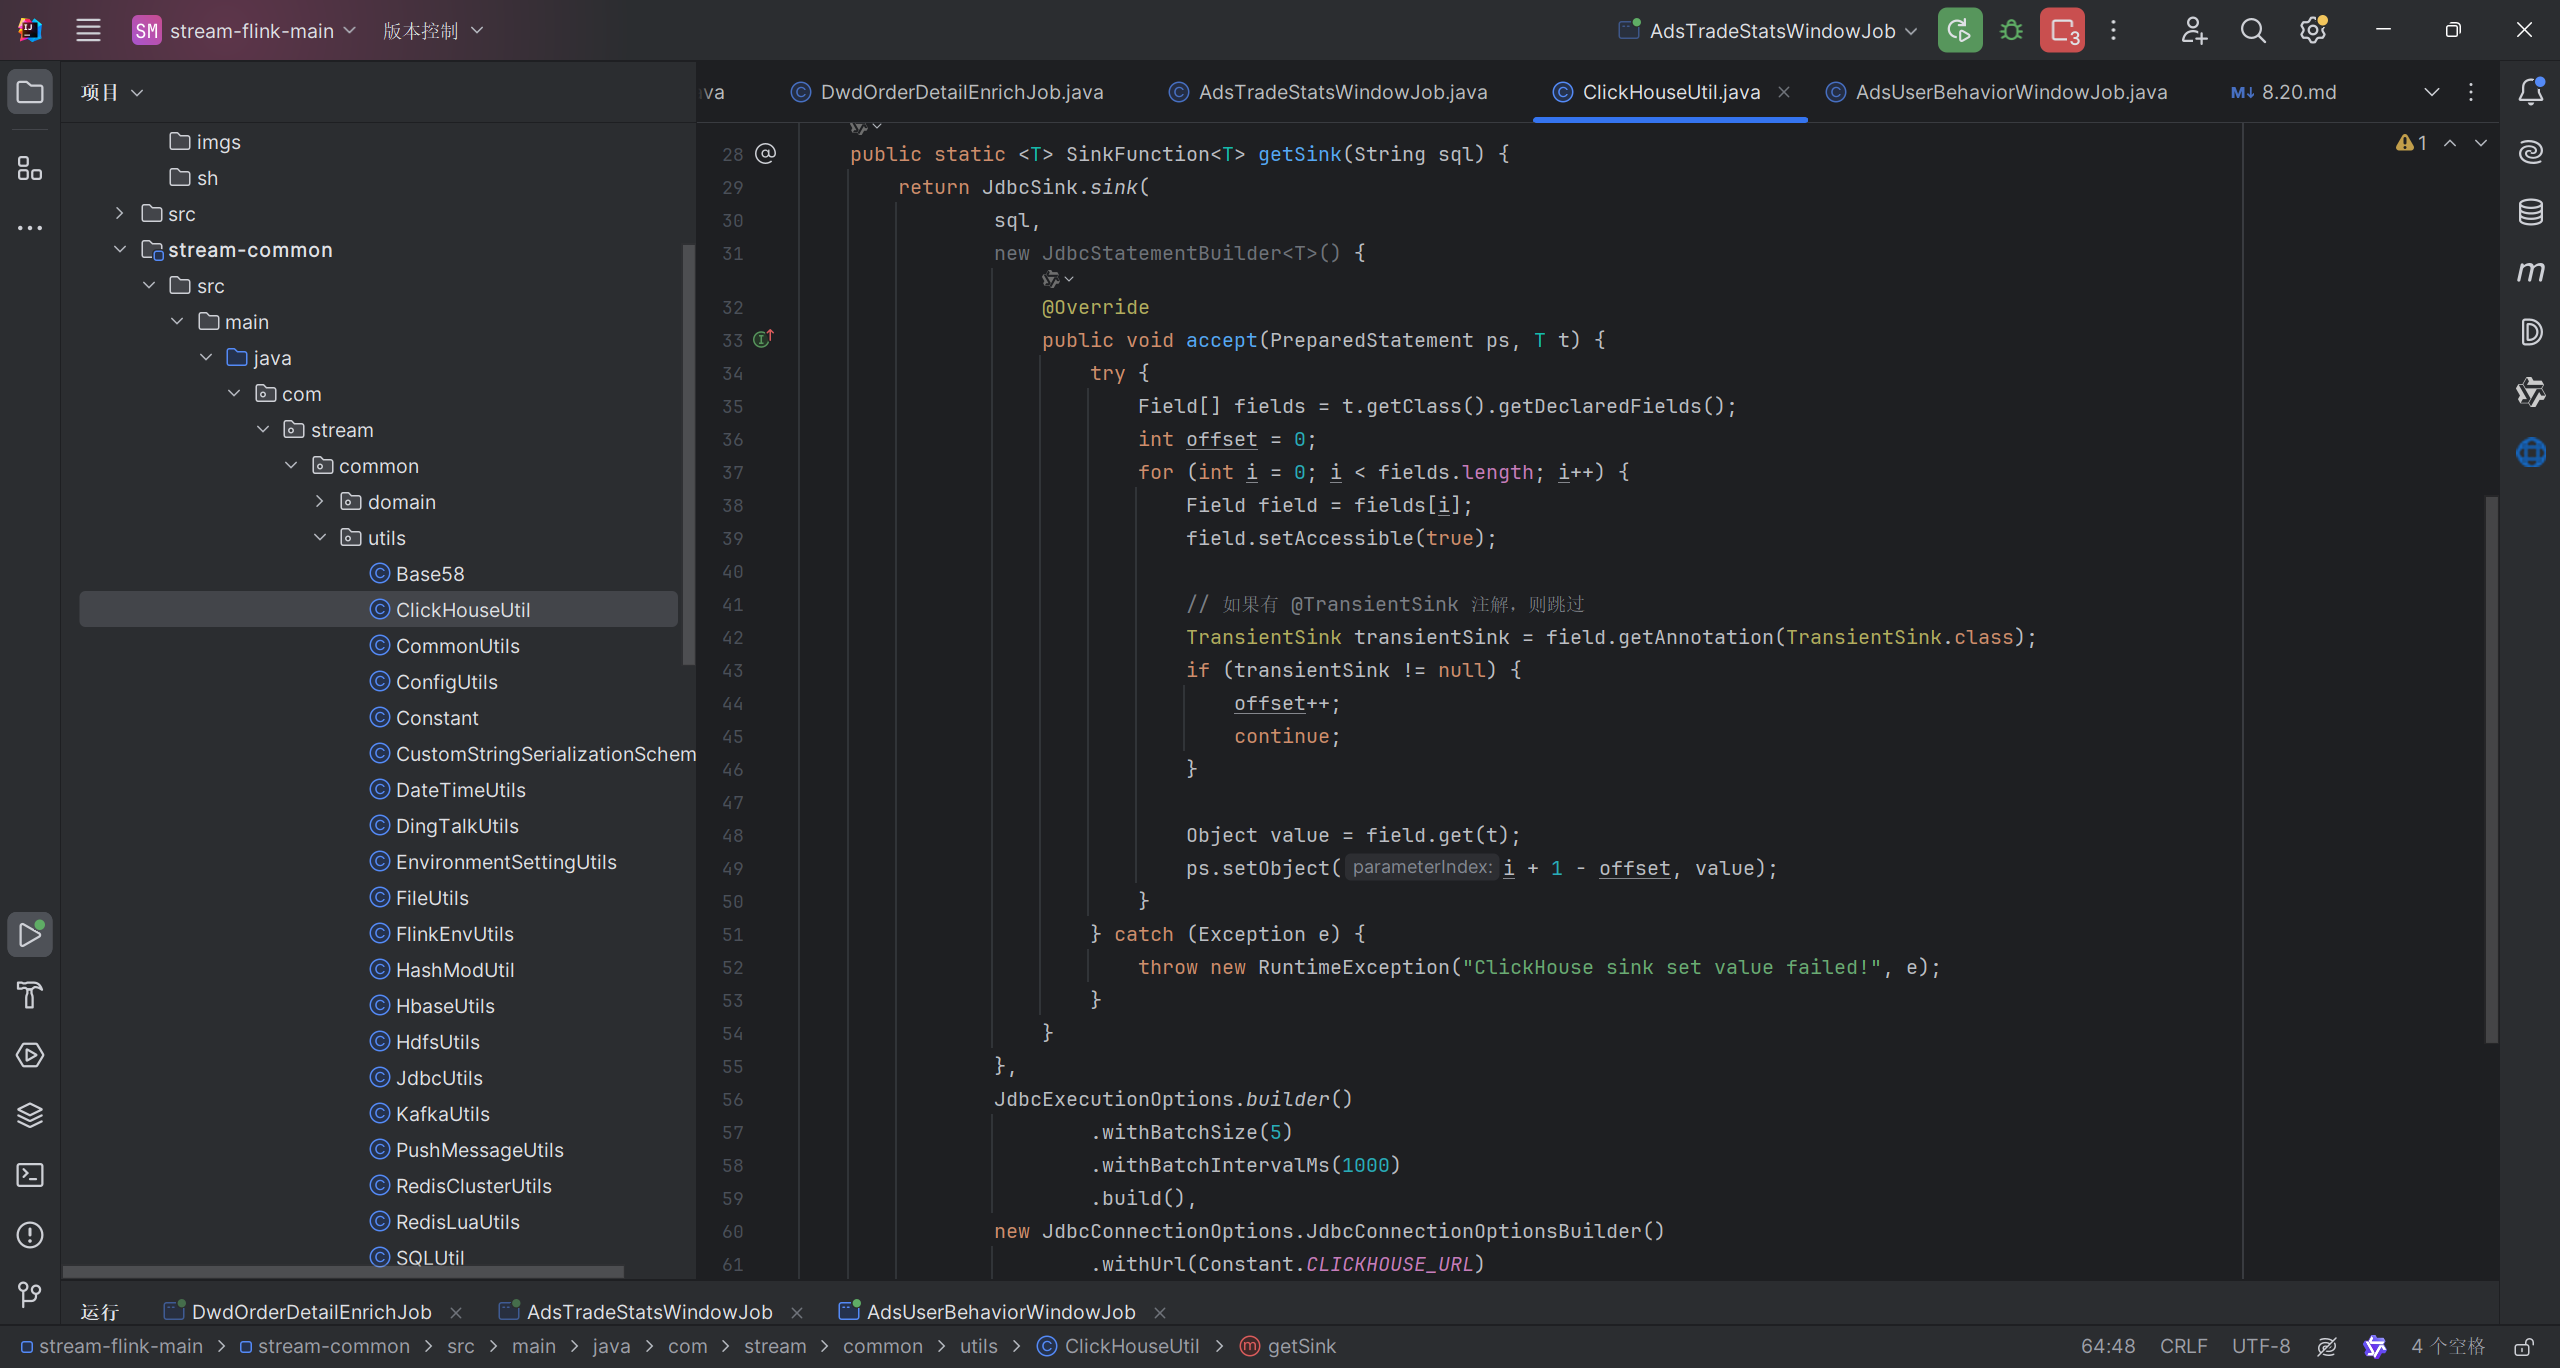 SM stream-flink-main 版本控制 AdsTradeStatsWindowJob 3
项目
va DwdOrderDetailEnrichJob.java AdsTradeStatsWindowJob.java ClickHouseUtil.java AdsUserBehaviorWindowJob.java M↓ 8.20.md
imgs
sh
src
stream-common
src
main
java
com
stream
common
domain
utils
Base58
ClickHouseUtil
CommonUtils
ConfigUtils
Constant
CustomStringSerializationSchem
DateTimeUtils
DingTalkUtils
EnvironmentSettingUtils
FileUtils
FlinkEnvUtils
HashModUtil
HbaseUtils
HdfsUtils
JdbcUtils
KafkaUtils
PushMessageUtils
RedisClusterUtils
RedisLuaUtils
SQLUtil
1
28 @ public static <T> SinkFunction<T> getSink(String sql) {
29 return JdbcSink.sink(
30 sql,
31 new JdbcStatementBuilder<T>() {
32 @Override
33 public void accept(PreparedStatement ps, T t) {
34 try {
35 Field[] fields = t.getClass().getDeclaredFields();
36 int offset = 0;
37 for (int i = 0; i < fields.length; i++) {
38 Field field = fields[i];
39 field.setAccessible(true);
40
41 // 如果有 @TransientSink 注解，则跳过
42 TransientSink transientSink = field.getAnnotation(TransientSink.class);
43 if (transientSink != null) {
44 offset++;
45 continue;
46 }
47
48 Object value = field.get(t);
49 ps.setObject( parameterIndex: i + 1 - offset, value);
50 }
51 } catch (Exception e) {
52 throw new RuntimeException("ClickHouse sink set value failed!", e);
53 }
54 }
55 },
56 JdbcExecutionOptions.builder()
57 .withBatchSize(5)
58 .withBatchIntervalMs(1000)
59 .build(),
60 new JdbcConnectionOptions.JdbcConnectionOptionsBuilder()
61 .withUrl(Constant.CLICKHOUSE_URL)
运行 DwdOrderDetailEnrichJob AdsTradeStatsWindowJob AdsUserBehaviorWindowJob
stream-flink-main > stream-common > src > main > java > com > stream > common > utils > ClickHouseUtil > getSink 64:48 CRLF UTF-8 4 个空格